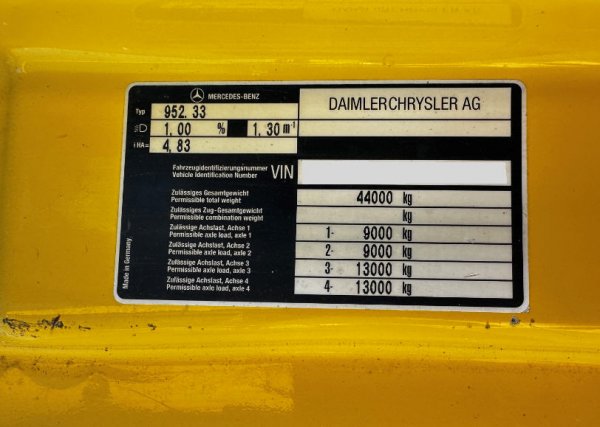 MERCEDES-BENZ
DAIMLERCHRYSLER AG
Typ 952. 33
1,00 % 1,30 m-1
iHA= 4,83
Fahrzeugidentifizierungsnummer
Vehicle Identification Number VIN
Zulässiges Gesamtgewicht
Permissible total weight 44000 kg
Zulässiges Zug-Gesamtgewicht
Permissible combination weight kg
Zulässige Achslast, Achse 1
Permissible axle load, axle 1 1- 9000 kg
Zulässige Achslast, Achse 2
Permissible axle load, axle 2 2- 9000 kg
Zulässige Achslast, Achse 3
Permissible axle load, axle 3 3- 13000 kg
Zulässige Achslast, Achse 4
Permissible axle load, axle 4 4- 13000 kg
Made in Germany